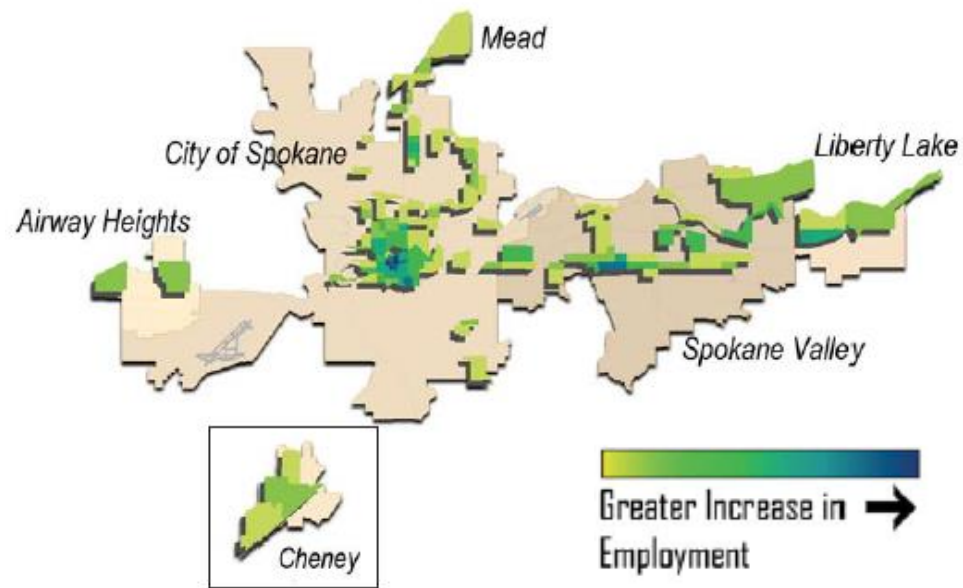 Mead
City of Spokane
Liberty Lake
Airway Heights
Spokane Valley
Cheney
Greater Increase in
Employment